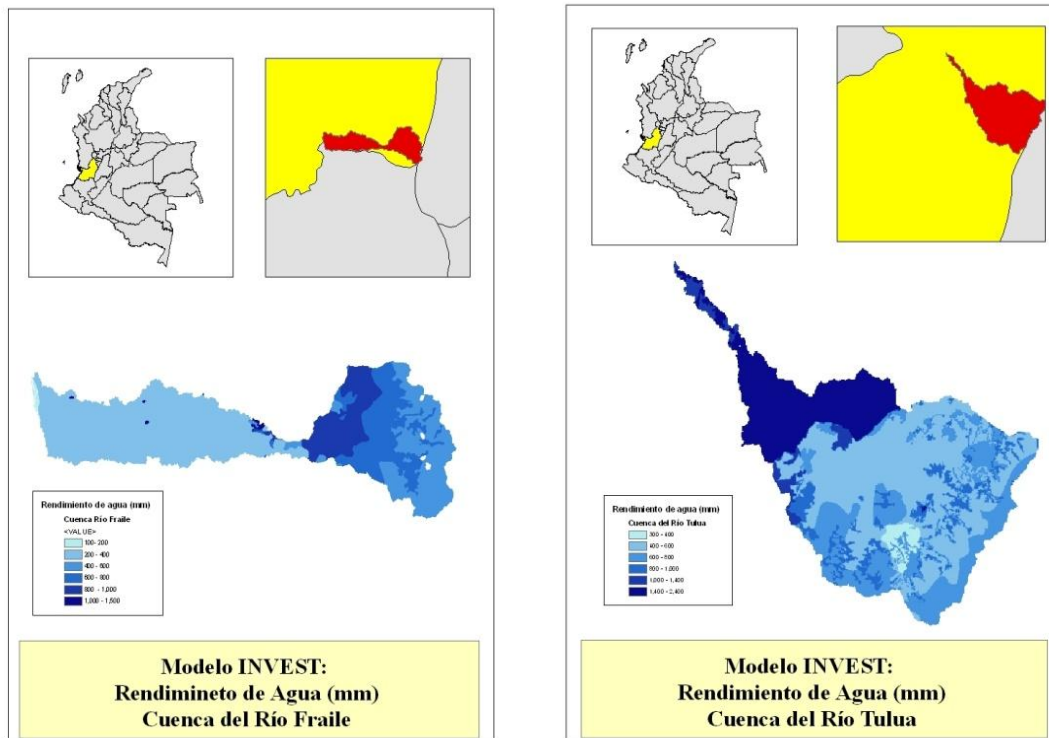 Rendimiento de agua (mm)
Cuenca Río Fraile
<VALUE>
100- 200
200 - 400
400 - 600
600 - 800
800 - 1,000
1,000 - 1,500
Modelo INVEST:
Rendimineto de Agua (mm)
Cuenca del Río Fraile
Rendimiento de agua (mm)
Cuenca del Río Tulua
300 - 400
400 - 600
600 - 800
800 - 1,000
1,000 - 1,400
1,400 - 2,400
Modelo INVEST:
Rendimiento de Agua (mm)
Cuenca del Río Tulua